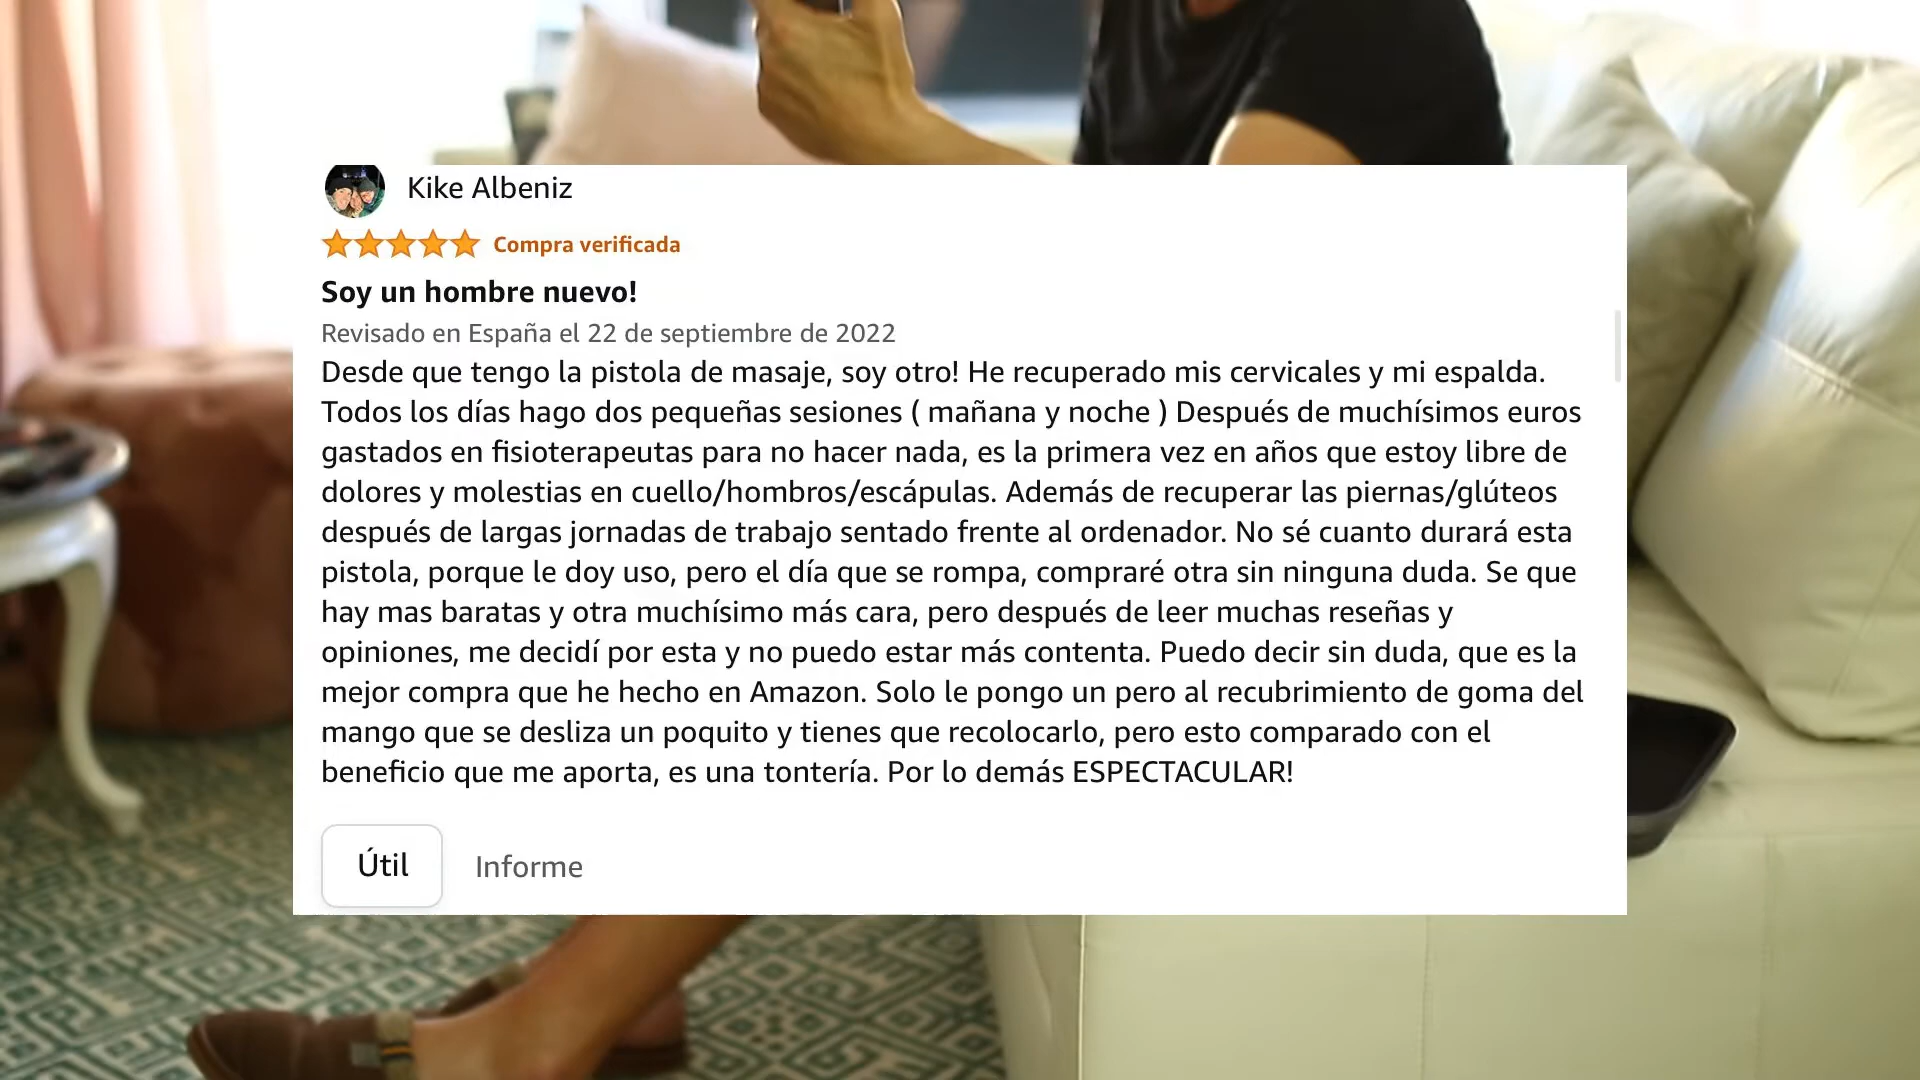 Kike Albeniz
Compra verificada
Soy un hombre nuevo!
Revisado en España el 22 de septiembre de 2022
Desde que tengo la pistola de masaje, soy otro! He recuperado mis cervicales y mi espalda.
Todos los días hago dos pequeñas sesiones ( mañana y noche ) Después de muchísimos euros
gastados en fisioterapeutas para no hacer nada, es la primera vez en años que estoy libre de
dolores y molestias en cuello/hombros/escápulas. Además de recuperar las piernas/glúteos
después de largas jornadas de trabajo sentado frente al ordenador. No sé cuanto durará esta
pistola, porque le doy uso, pero el día que se rompa, compraré otra sin ninguna duda. Se que
hay mas baratas y otra muchísimo más cara, pero después de leer muchas reseñas y
opiniones, me decidí por esta y no puedo estar más contenta. Puedo decir sin duda, que es la
mejor compra que he hecho en Amazon. Solo le pongo un pero al recubrimiento de goma del
mango que se desliza un poquito y tienes que recolocarlo, pero esto comparado con el
beneficio que me aporta, es una tontería. Por lo demás ESPECTACULAR!
Útil
Informe